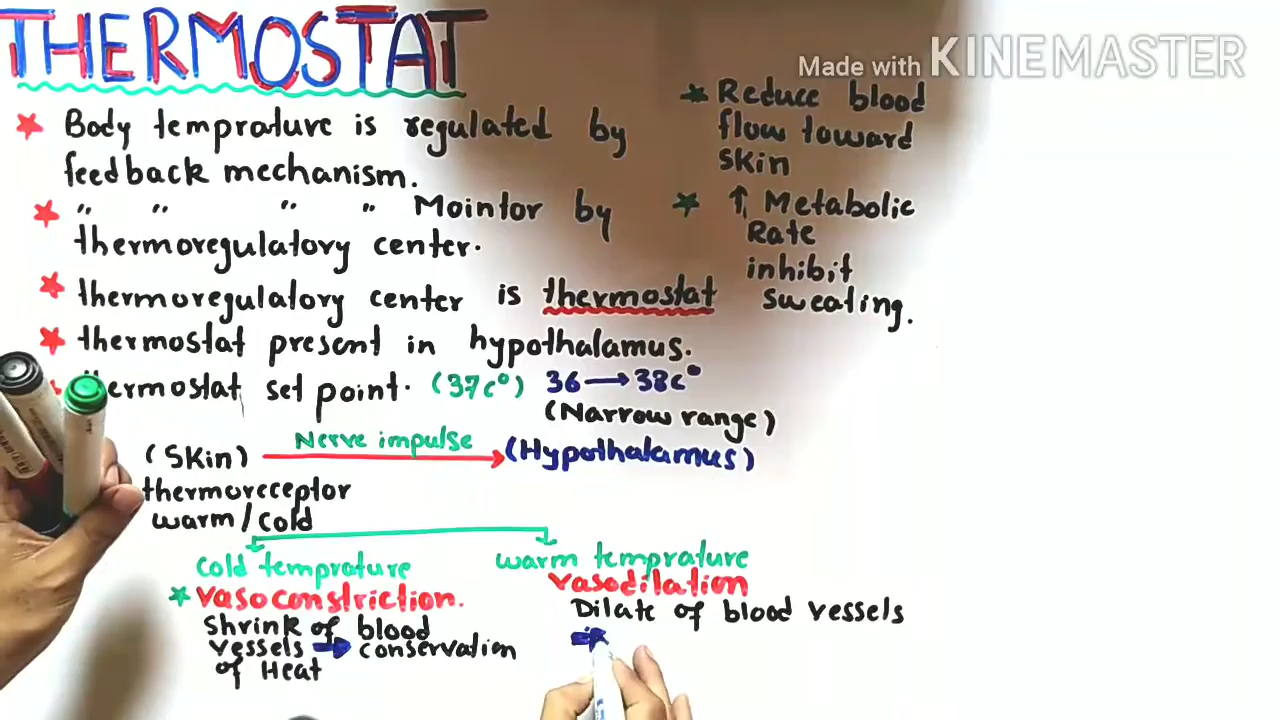 THERMOSTAT
Made with KINEMASTER
Body temprature is regulated by
feedback mechanism.
" " " " Mointor by
thermoregulatory center.
thermoregulatory center is thermostat
thermostat present in hypothalamus.
thermostat set point. (37c°) 36 → 38c°
(Narrow range)
(Skin) Nerve impulse (Hypothalamus)
thermoreceptor
warm/cold
cold temprature
vasoconstriction.
Shrink of blood
vessels → conservation
of Heat
warm temprature
vasodilation
Dilate of blood vessels
Reduce blood
flow toward
skin
↑ Metabolic
Rate
inhibit
sweating.